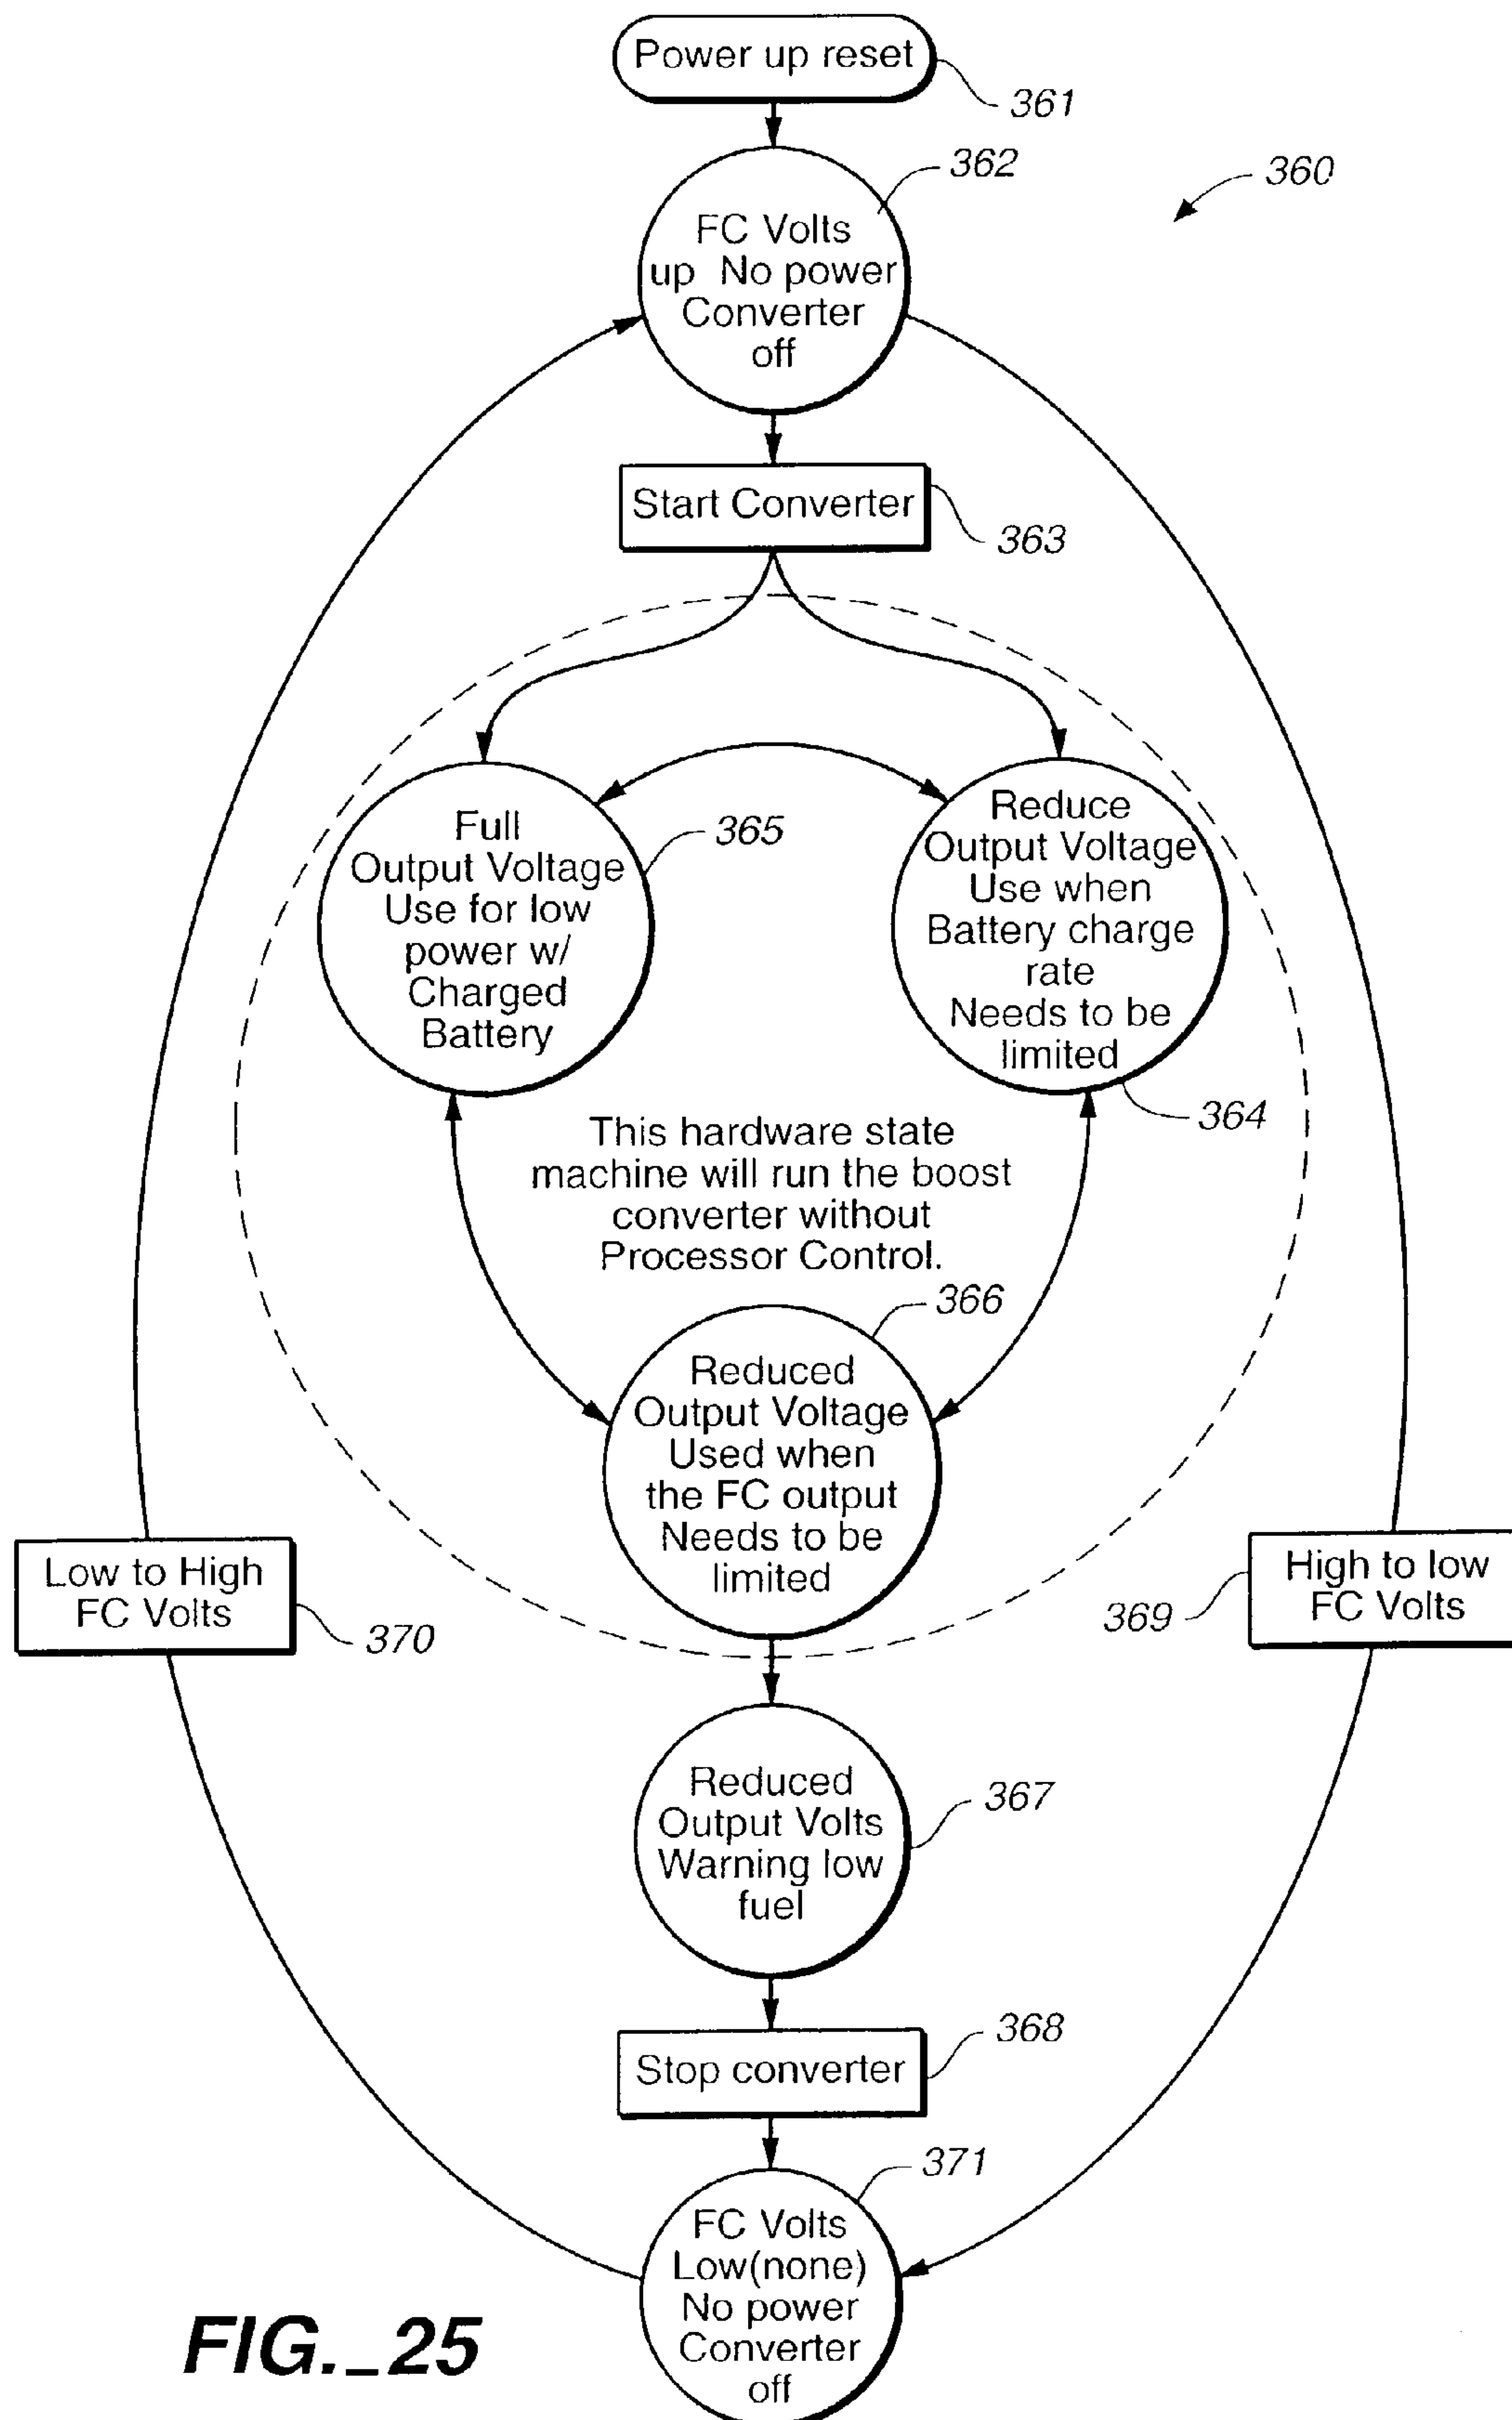 Power up reset
361
362
360
FC Volts
up No power
Converter
off
Start Converter
363
Full
Output Voltage
Use for low
power w/
Charged
Battery
365
Reduce
Output Voltage
Use when
Battery charge
rate
Needs to be
limited
364
This hardware state
machine will run the boost
converter without
Processor Control.
366
Reduced
Output Voltage
Used when
the FC output
Needs to be
limited
Low to High
FC Volts
370
High to low
FC Volts
369
Reduced
Output Volts
Warning low
fuel
367
Stop converter
368
371
FC Volts
Low(none)
No power
Converter
off
FIG._25